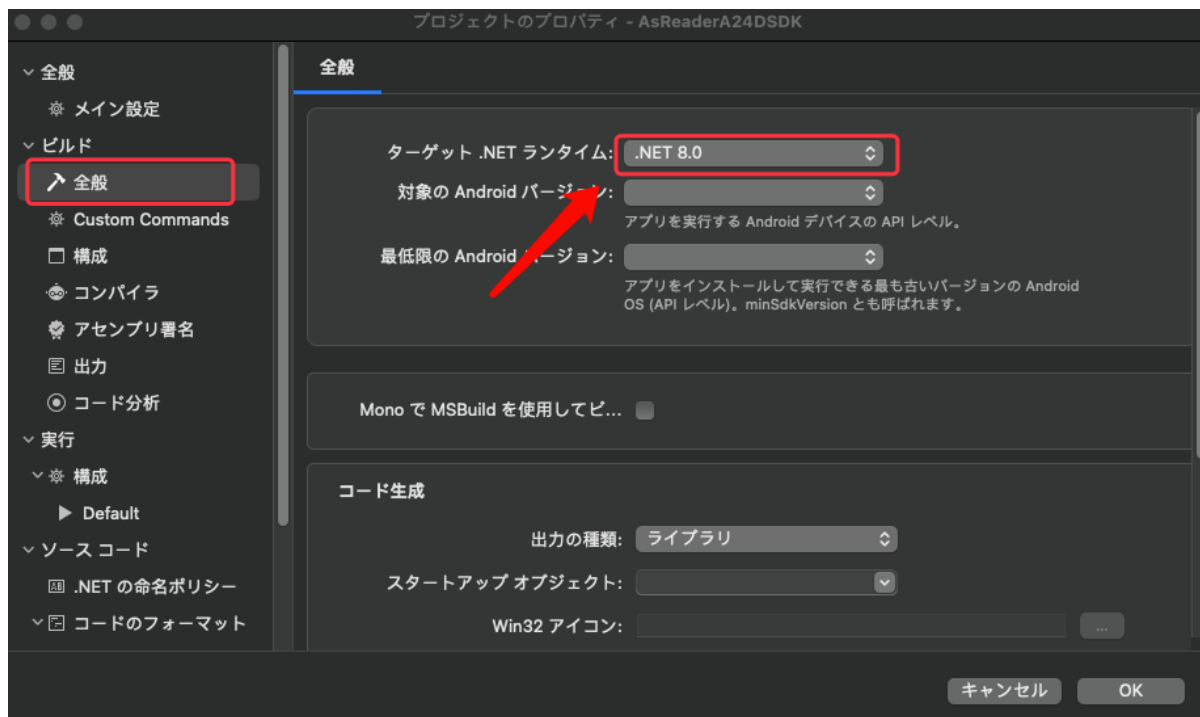 プロジェクトのプロパティ - AsReaderA24DSDK
全般
メイン設定
ビルド
全般
Custom Commands
構成
コンパイラ
アセンブリ署名
出力
コード分析
実行
構成
Default
ソース コード
.NET の命名ポリシー
コードのフォーマット
全般
ターゲット .NET ランタイム: .NET 8.0
対象の Android バージョン:
アプリを実行する Android デバイスの API レベル。
最低限の Android バージョン:
アプリをインストールして実行できる最も古いバージョンの Android
OS (API レベル)。minSdkVersion とも呼ばれます。
Mono で MSBuild を使用してビ...
コード生成
出力の種類: ライブラリ
スタートアップ オブジェクト:
Win32 アイコン: ...
キャンセル OK